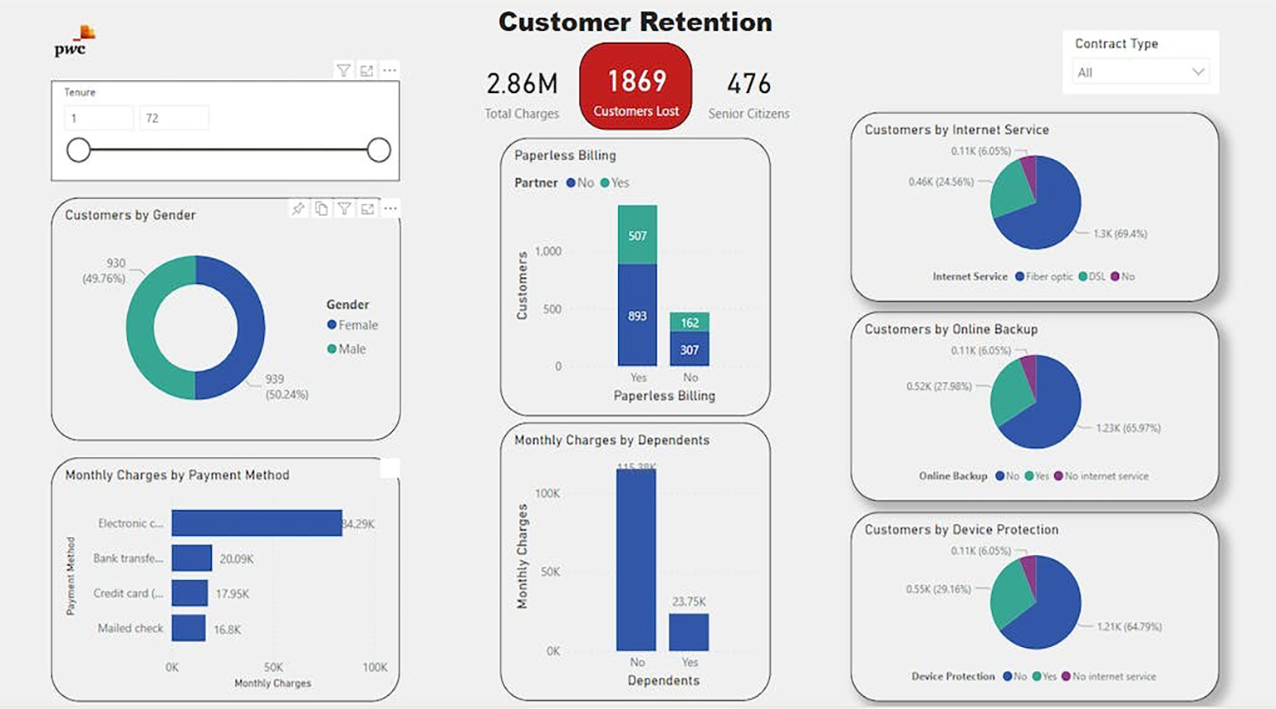 Customer Retention
pwc
Tenure
1
72
2.86M
Total Charges
1869
Customers Lost
476
Senior Citizens
Contract Type
All
Customers by Gender
930
(49.76%)
939
(50.24%)
Gender
Female
Male
Monthly Charges by Payment Method
Payment Method
Electronic c...
84.29K
Bank transfe...
20.09K
Credit card (...
17.95K
Mailed check
16.8K
0K 50K 100K
Monthly Charges
Paperless Billing
Partner No Yes
Customers
1,000
500
0
507
893
162
307
Yes No
Paperless Billing
Monthly Charges by Dependents
Monthly Charges
115.38K
100K
50K
0K
23.75K
No Yes
Dependents
Customers by Internet Service
0.11K (6.05%)
0.46K (24.56%)
1.3K (69.4%)
Internet Service Fiber optic DSL No
Customers by Online Backup
0.11K (6.05%)
0.52K (27.98%)
1.23K (65.97%)
Online Backup No Yes No internet service
Customers by Device Protection
0.11K (6.05%)
0.55K (29.16%)
1.21K (64.79%)
Device Protection No Yes No internet service